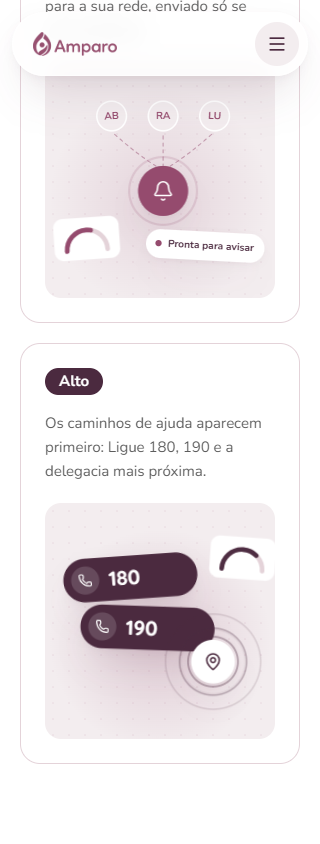 para a sua rede, enviado só se
Amparo
AB
RA
LU
Pronta para avisar
Alto
Os caminhos de ajuda aparecem
primeiro: Ligue 180, 190 e a
delegacia mais próxima.
180
190